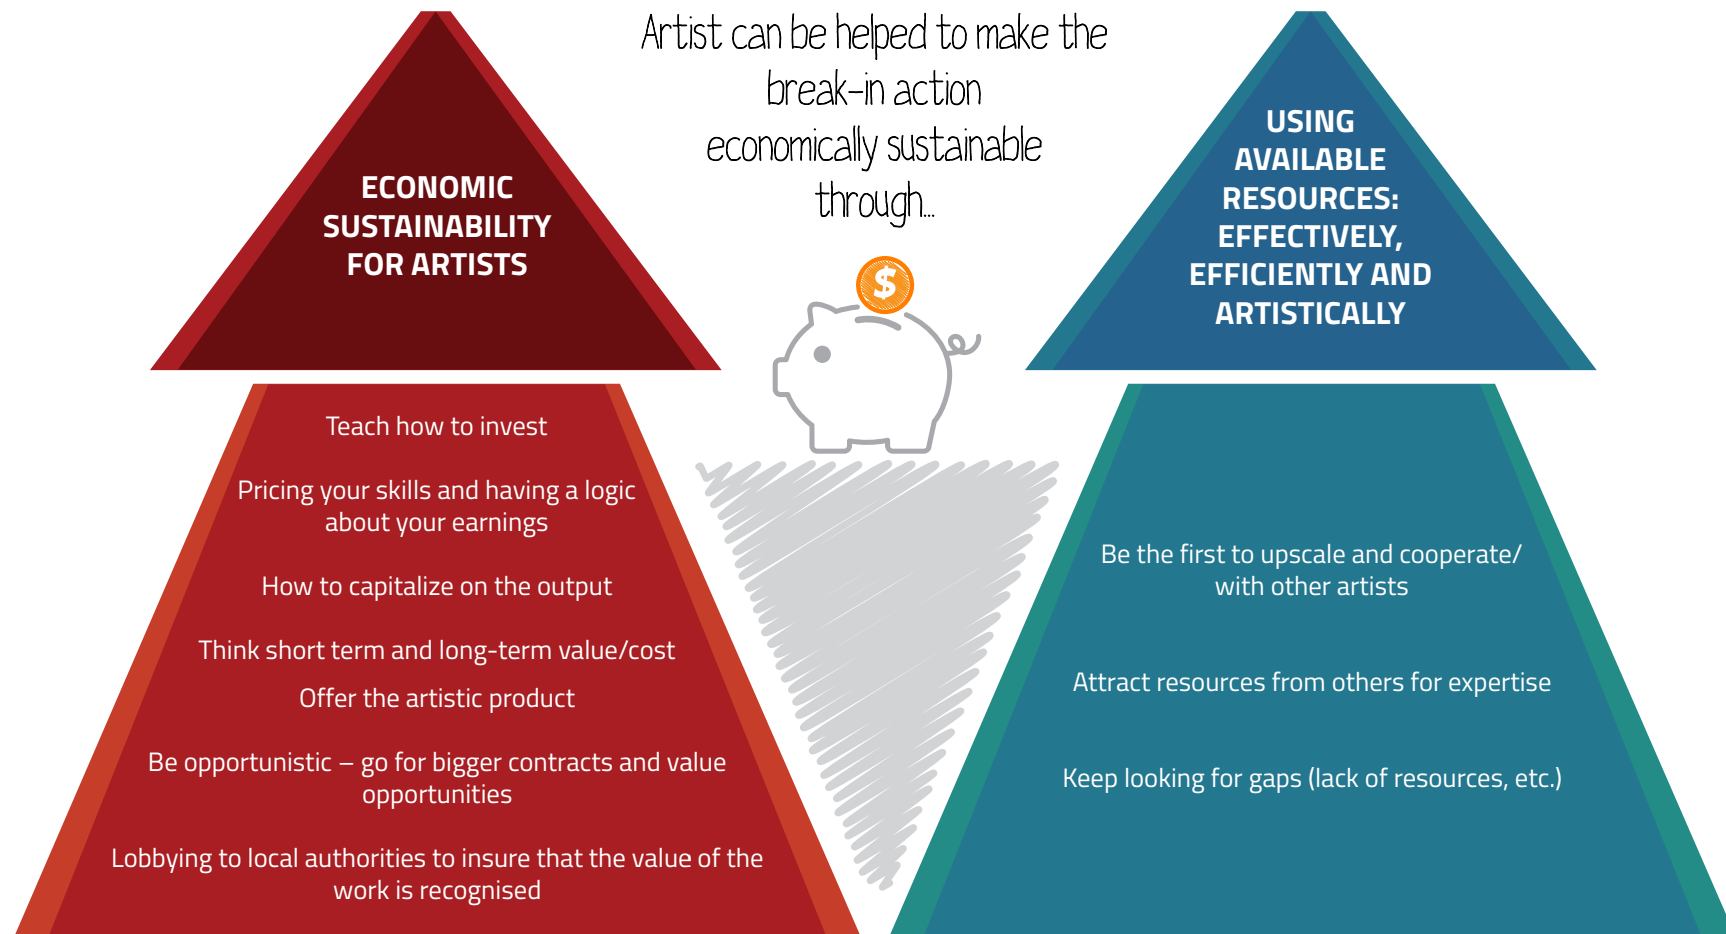 Artist can be helped to make the
break-in action
economically sustainable
through...
$
ECONOMIC
SUSTAINABILITY
FOR ARTISTS
Teach how to invest
Pricing your skills and having a logic
about your earnings
How to capitalize on the output
Think short term and long-term value/cost
Offer the artistic product
Be opportunistic – go for bigger contracts and value
opportunities
Lobbying to local authorities to insure that the value of the
work is recognised
USING
AVAILABLE
RESOURCES:
EFFECTIVELY,
EFFICIENTLY AND
ARTISTICALLY
Be the first to upscale and cooperate/
with other artists
Attract resources from others for expertise
Keep looking for gaps (lack of resources, etc.)